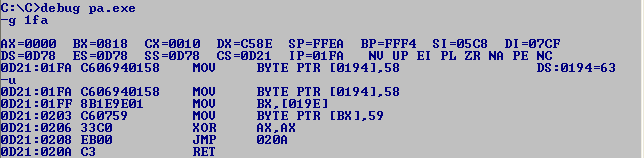 C:\C>debug pa.exe
-g 1fa
AX=0000 BX=0818 CX=0010 DX=C58E SP=FFEA BP=FFF4 SI=05C8 DI=07CF
DS=0D78 ES=0D78 SS=0D78 CS=0D21 IP=01FA NV UP EI PL ZR NA PE NC
0D21:01FA C606940158 MOV BYTE PTR [0194],58 DS:0194=63
-u
0D21:01FA C606940158 MOV BYTE PTR [0194],58
0D21:01FF 8B1E9E01 MOV BX,[019E]
0D21:0203 C60759 MOV BYTE PTR [BX],59
0D21:0206 33C0 XOR AX,AX
0D21:0208 EB00 JMP 020A
0D21:020A C3 RET